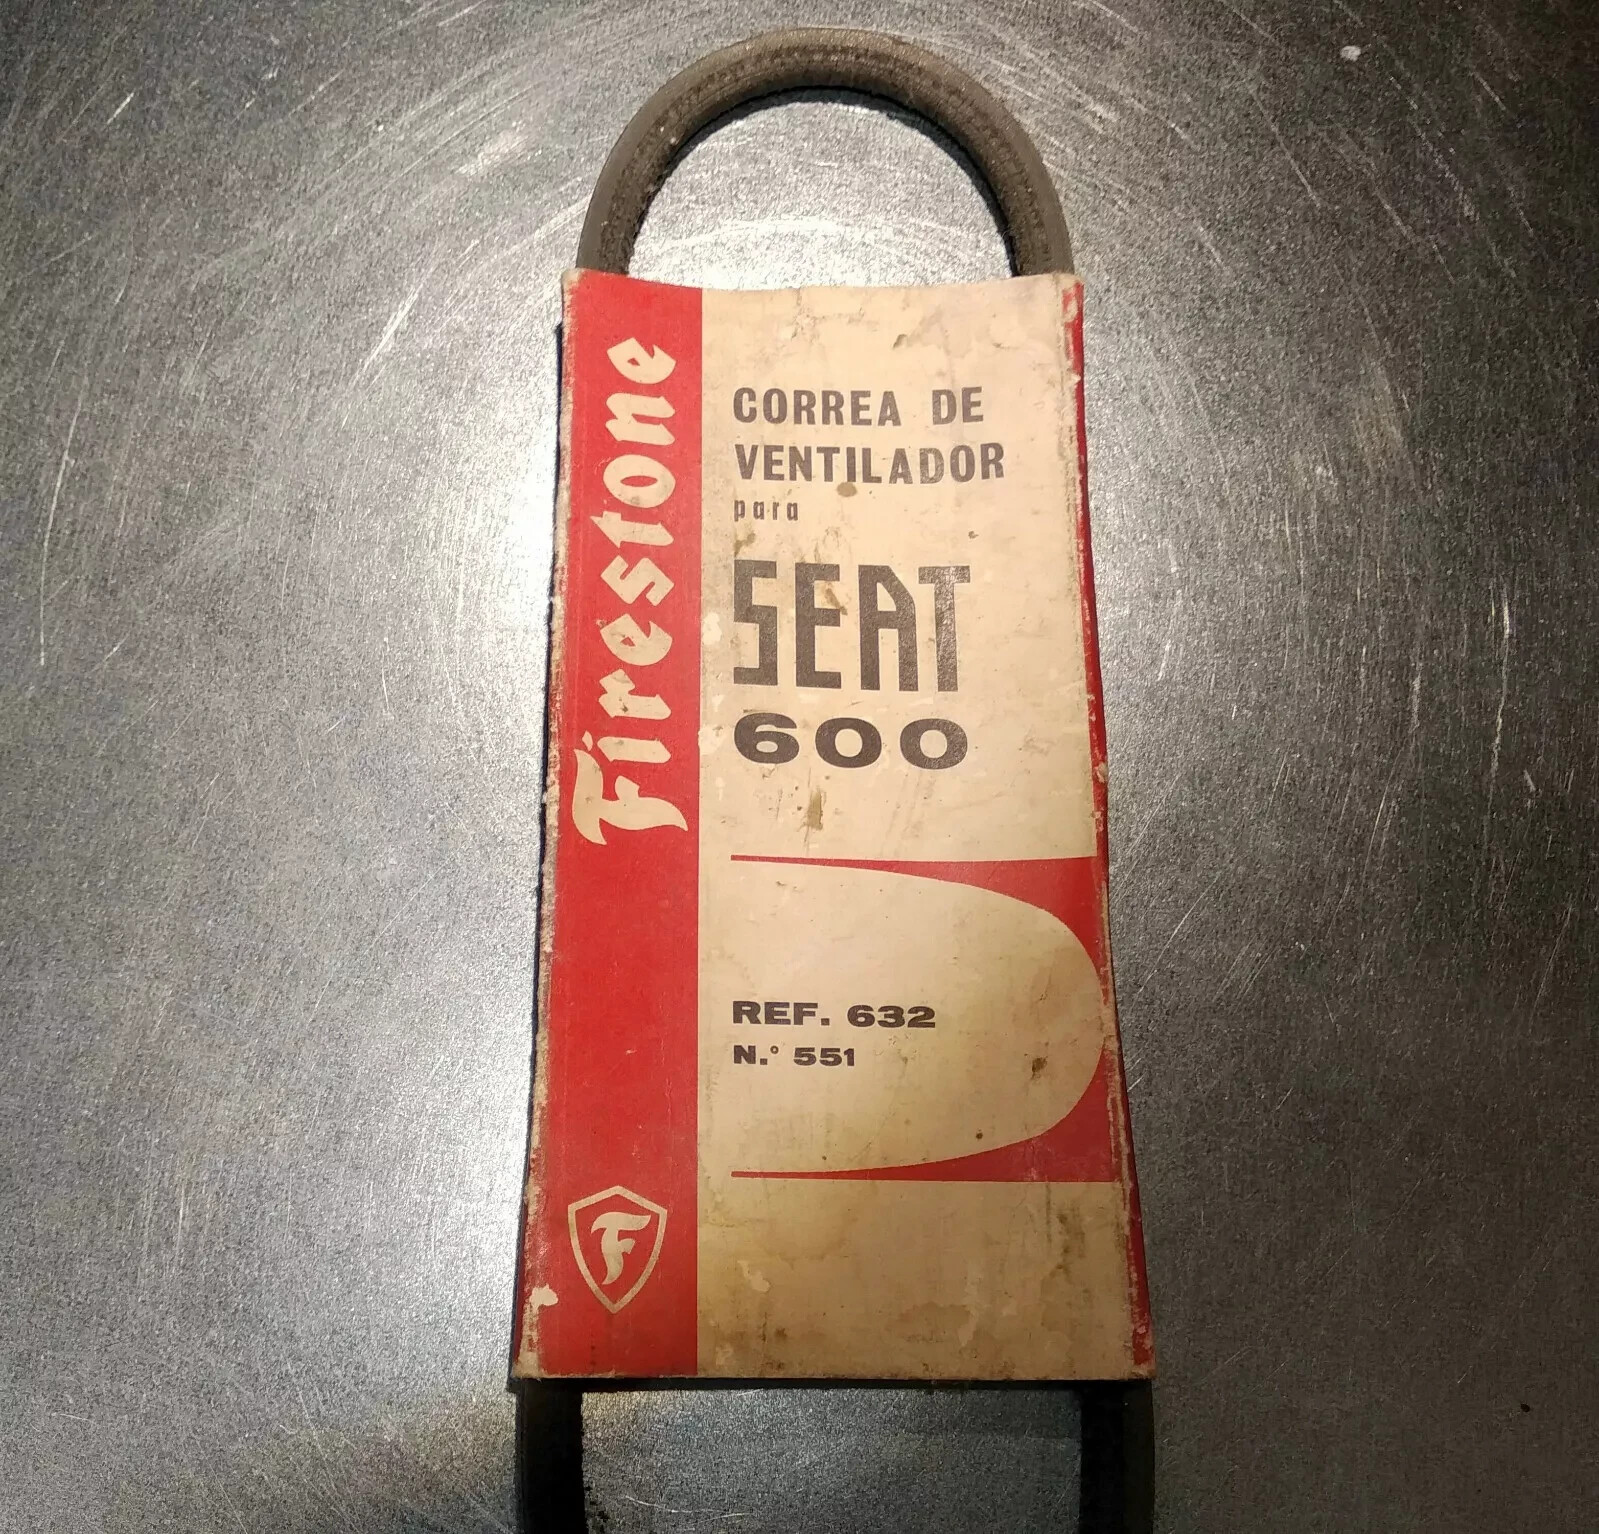 Firestone
CORREA DE
VENTILADOR
para
SEAT
600
REF. 632
N.º 551
F